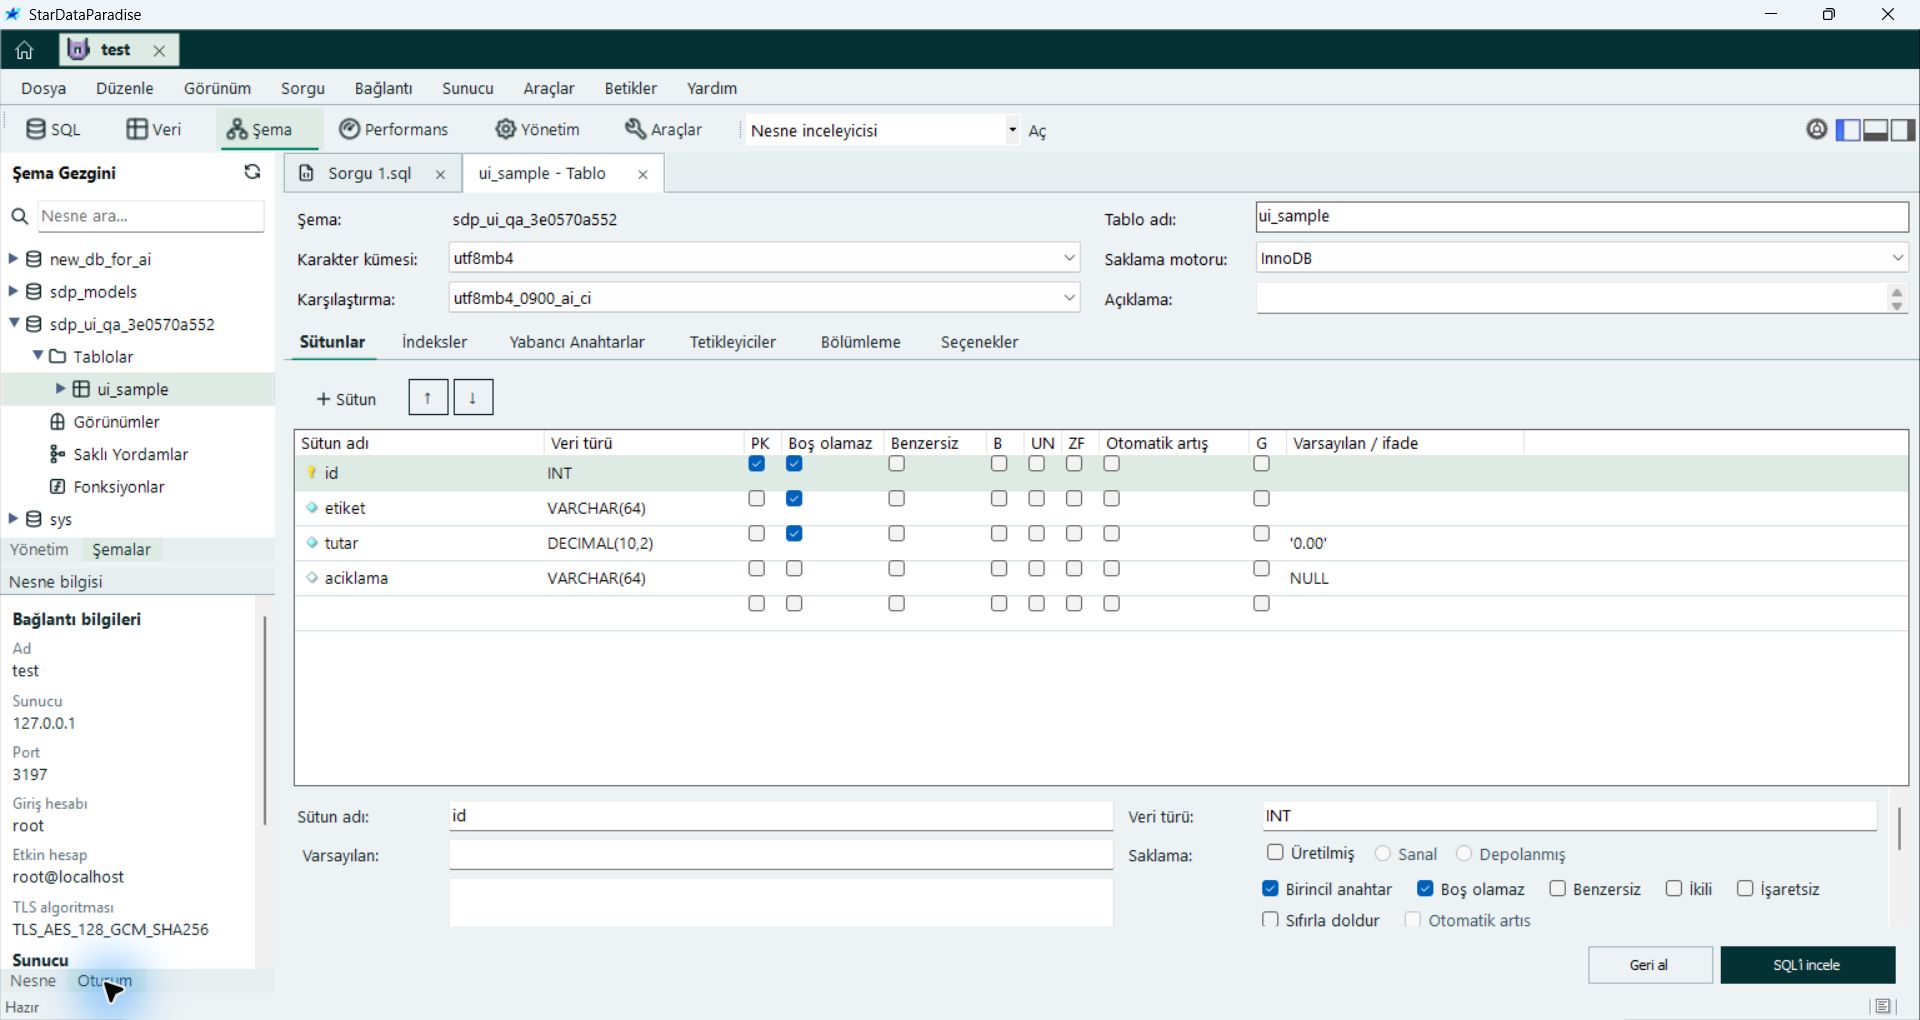 StarDataParadise
test
Dosya Düzenle Görünüm Sorgu Bağlantı Sunucu Araçlar Betikler Yardım
SQL Veri Şema Performans Yönetim Araçlar Nesne inceleyicisi Aç
Şema Gezgini
Nesne ara...
new_db_for_ai
sdp_models
sdp_ui_qa_3e0570a552
Tablolar
ui_sample
Görünümler
Saklı Yordamlar
Fonksiyonlar
sys
Yönetim Şemalar
Nesne bilgisi
Bağlantı bilgileri
Ad
test
Sunucu
127.0.0.1
Port
3197
Giriş hesabı
root
Etkin hesap
root@localhost
TLS algoritması
TLS_AES_128_GCM_SHA256
Sunucu
Nesne Oturum
Hazır
Sorgu 1.sql ui_sample - Tablo
Şema: sdp_ui_qa_3e0570a552 Tablo adı: ui_sample
Karakter kümesi: utf8mb4 Saklama motoru: InnoDB
Karşılaştırma: utf8mb4_0900_ai_ci Açıklama:
Sütunlar İndeksler Yabancı Anahtarlar Tetikleyiciler Bölümleme Seçenekler
+ Sütun ↑ ↓
Sütun adı Veri türü PK Boş olamaz Benzersiz B UN ZF Otomatik artış G Varsayılan / ifade
id INT
etiket VARCHAR(64)
tutar DECIMAL(10,2) '0.00'
aciklama VARCHAR(64) NULL
Sütun adı: id Veri türü: INT
Varsayılan: Saklama: Üretilmiş Sanal Depolanmış
Birincil anahtar Boş olamaz Benzersiz İkili İşaretsiz
Sıfırla doldur Otomatik artış
Geri al SQL'i incele